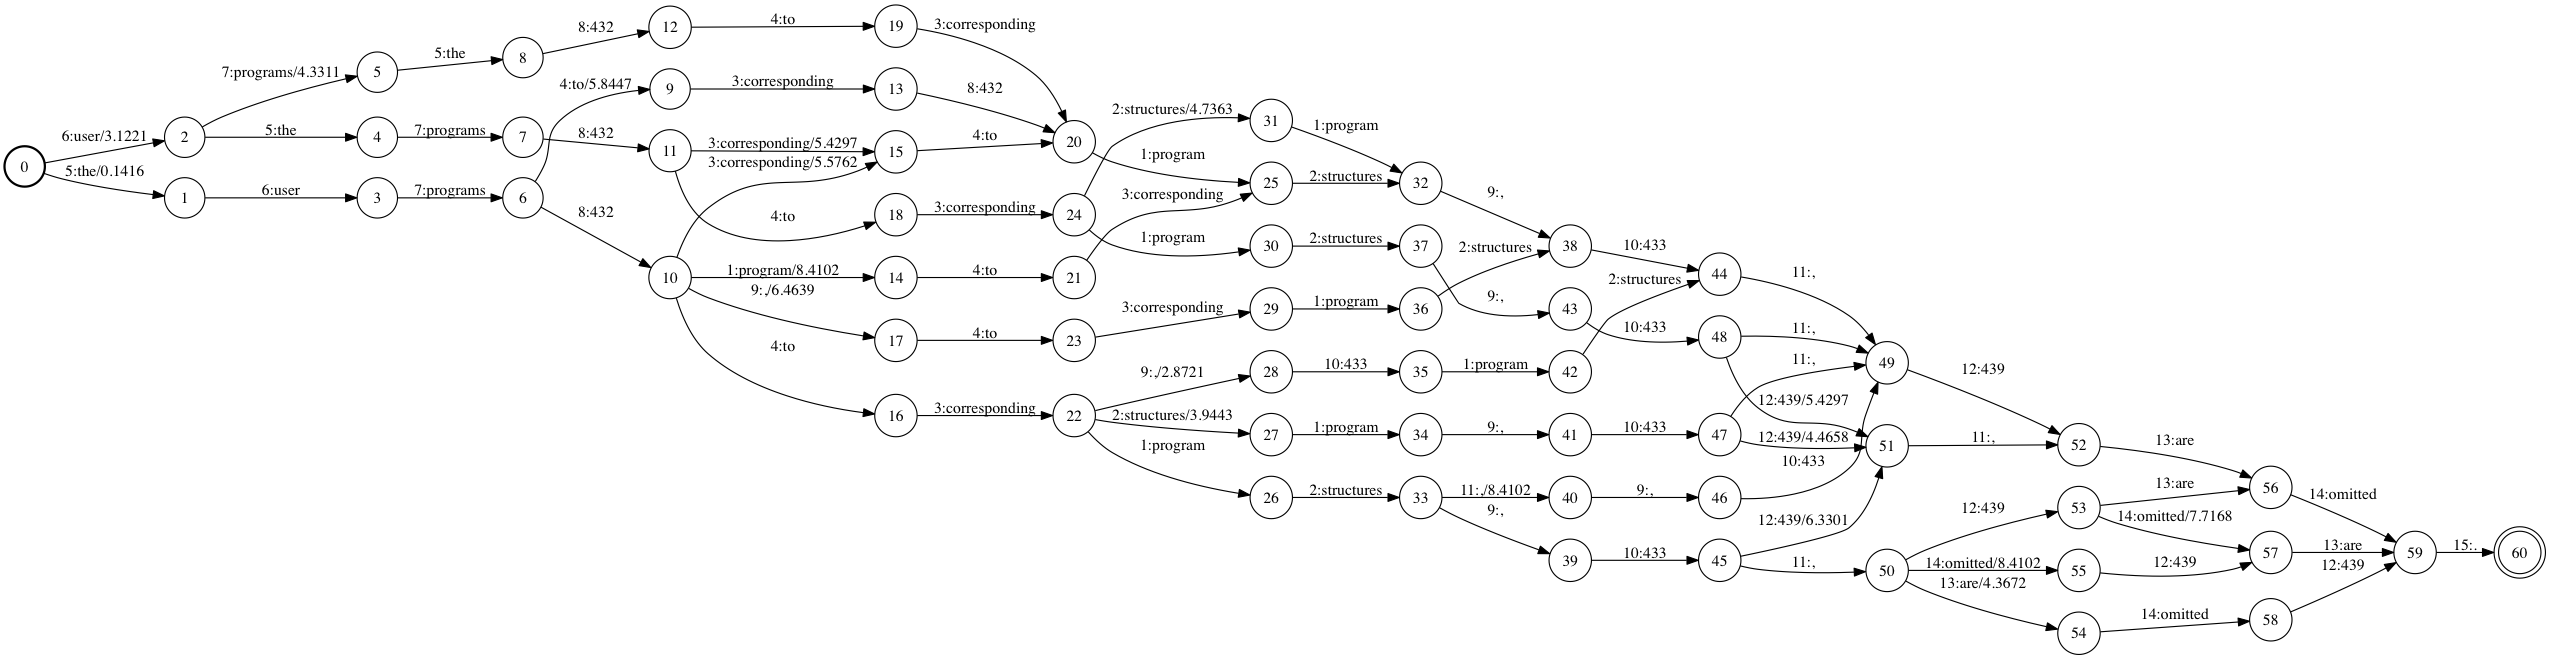 0
6:user/3.1221
5:the/0.1416
2
1
7:programs/4.3311
5:the
6:user
5
4
3
5:the
7:programs
7:programs
8
7
6
8:432
4:to/5.8447
8:432
8:432
12
9
11
10
4:to
3:corresponding
3:corresponding/5.4297
3:corresponding/5.5762
4:to
1:program/8.4102
9:,/6.4639
4:to
19
13
15
18
14
17
16
3:corresponding
8:432
4:to
3:corresponding
4:to
4:to
3:corresponding
20
24
21
23
22
2:structures/4.7363
1:program
3:corresponding
1:program
3:corresponding
9:,/2.8721
2:structures/3.9443
1:program
31
25
30
29
28
27
26
1:program
2:structures
2:structures
1:program
10:433
1:program
2:structures
32
37
36
35
34
33
9:,
2:structures
9:,
1:program
9:,
11:,/8.4102
9:,
38
43
42
41
40
39
10:433
2:structures
10:433
10:433
9:,
10:433
44
48
47
46
45
11:,
11:,
11:,
12:439/5.4297
12:439/4.4658
10:433
12:439/6.3301
11:,
49
51
50
12:439
11:,
12:439
14:omitted/8.4102
13:are/4.3672
52
53
55
54
13:are
13:are
14:omitted/7.7168
12:439
14:omitted
56
57
58
14:omitted
13:are
12:439
59
15:.
60